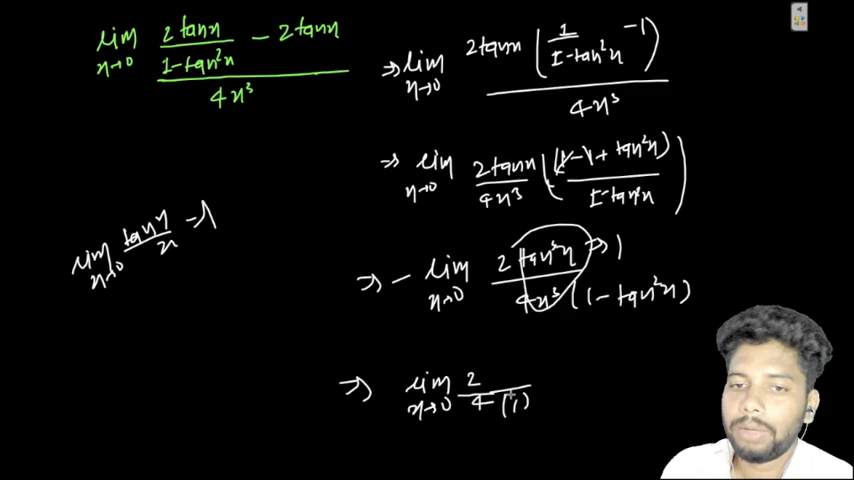 lim x→0 (2tanx/(1-tan²x) - 2tanx)/4x³
⇒ lim x→0 2tanx (1/(1-tan²x) - 1)/4x³
⇒ lim x→0 2tanx/4x³ ((1-1+tan²x)/(1-tan²x))
lim x→0 tanx/x = 1
⇒ - lim x→0 2tan³x/4x³(1-tan²x) ⇒ 1
⇒ lim x→0 2/4(1)